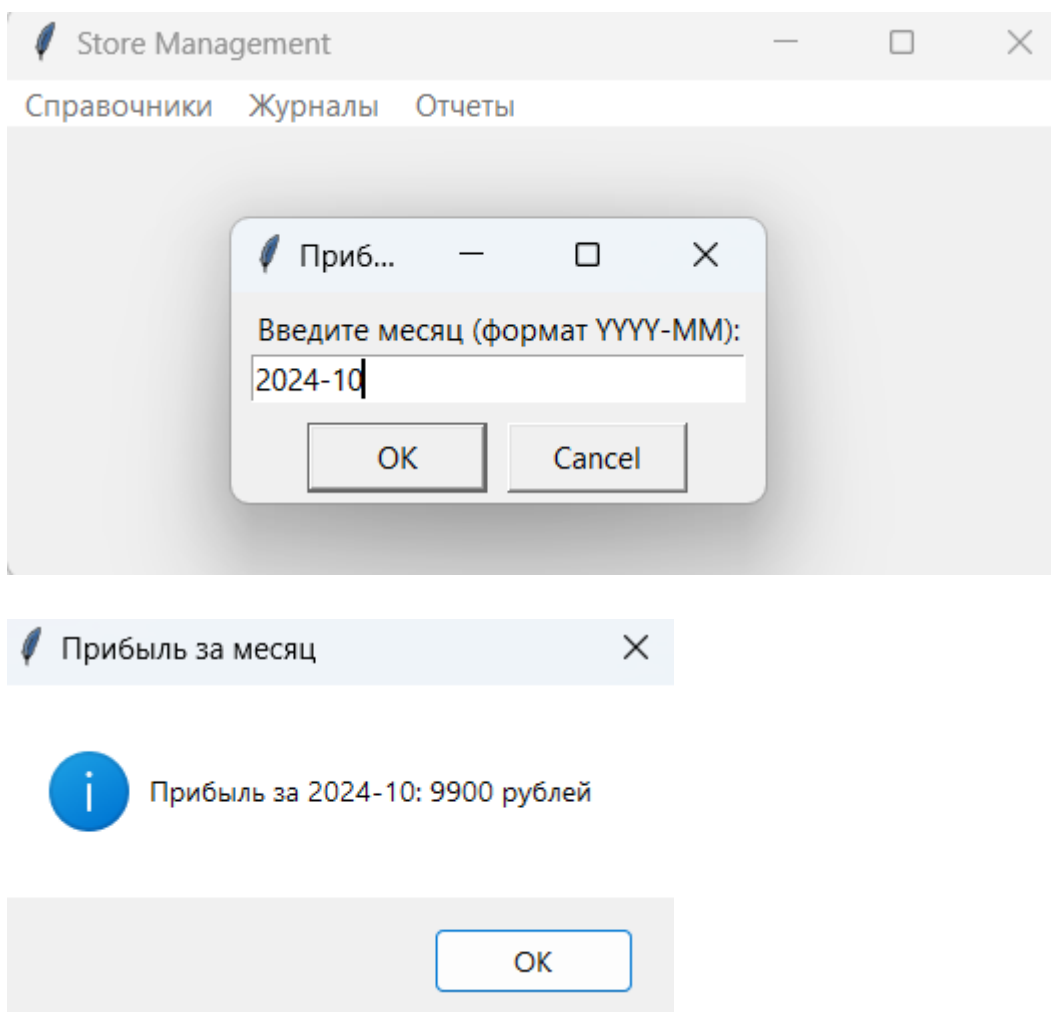 Store Management
Справочники Журналы Отчеты
Приб...
Введите месяц (формат YYYY-MM):
2024-10
OK Cancel
Прибыль за месяц
Прибыль за 2024-10: 9900 рублей
OK